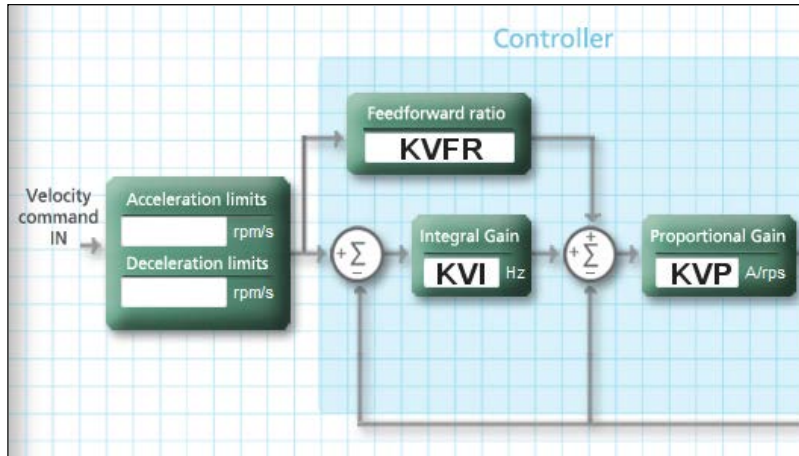 Controller
Feedforward ratio
KVFR
Velocity
command
IN
Acceleration limits
rpm/s
Deceleration limits
rpm/s
+ Σ −
Integral Gain
KVI Hz
+ + Σ −
Proportional Gain
KVP A/rps